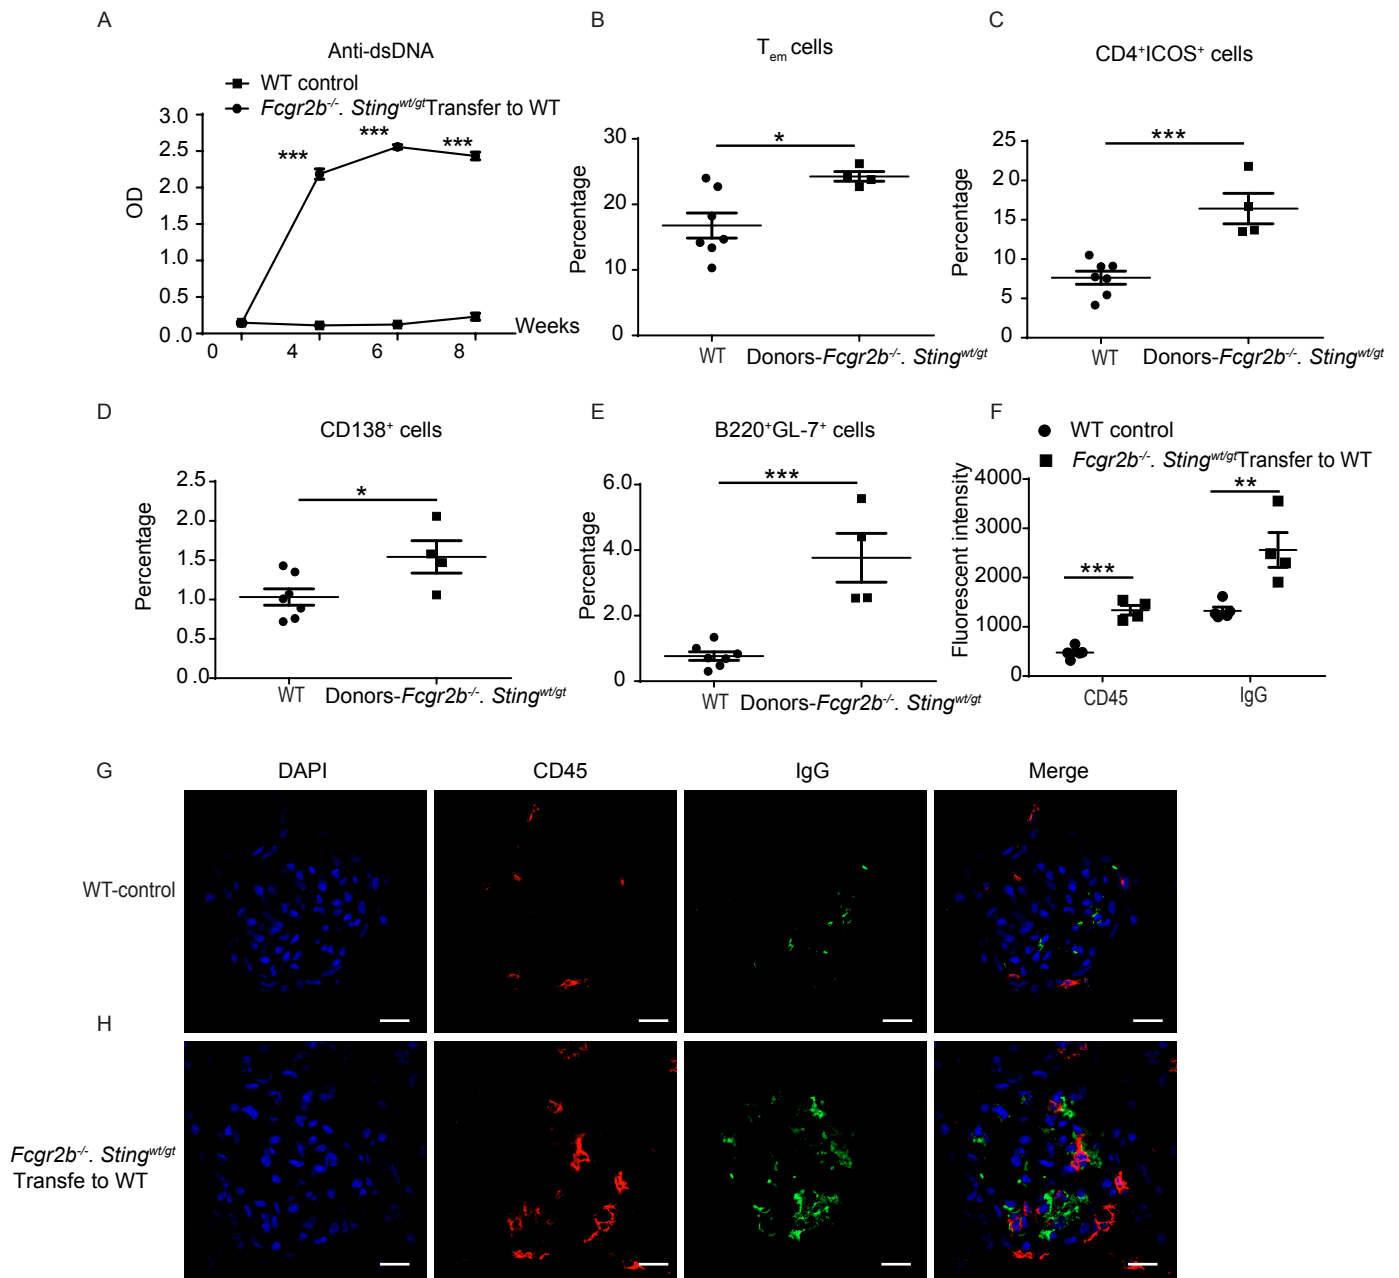 A
Anti-dsDNA
WT control
Fcgr2b-/-. Stingwt/gtTransfer to WT
3.0
2.5
2.0
1.5
1.0
0.5
0.0
OD
***
***
***
0
4
6
8
Weeks
B
Tem cells
30
20
10
0
Percentage
*
WT
Donors-Fcgr2b-/-. Stingwt/gt
C
CD4+ICOS+ cells
25
20
15
10
5
0
Percentage
***
WT
Donors-Fcgr2b-/-. Stingwt/gt
D
CD138+ cells
2.5
2.0
1.5
1.0
0.5
0.0
Percentage
*
WT
Donors-Fcgr2b-/-. Stingwt/gt
E
B220+GL-7+ cells
6.0
4.0
2.0
0
Percentage
***
WT
Donors-Fcgr2b-/-. Stingwt/gt
F
WT control
Fcgr2b-/-. Stingwt/gtTransfer to WT
4000
3000
2000
1000
0
Fluorescent intensity
***
**
CD45
IgG
G
DAPI
CD45
IgG
Merge
WT-control
H
Fcgr2b-/-. Stingwt/gt
Transfe to WT